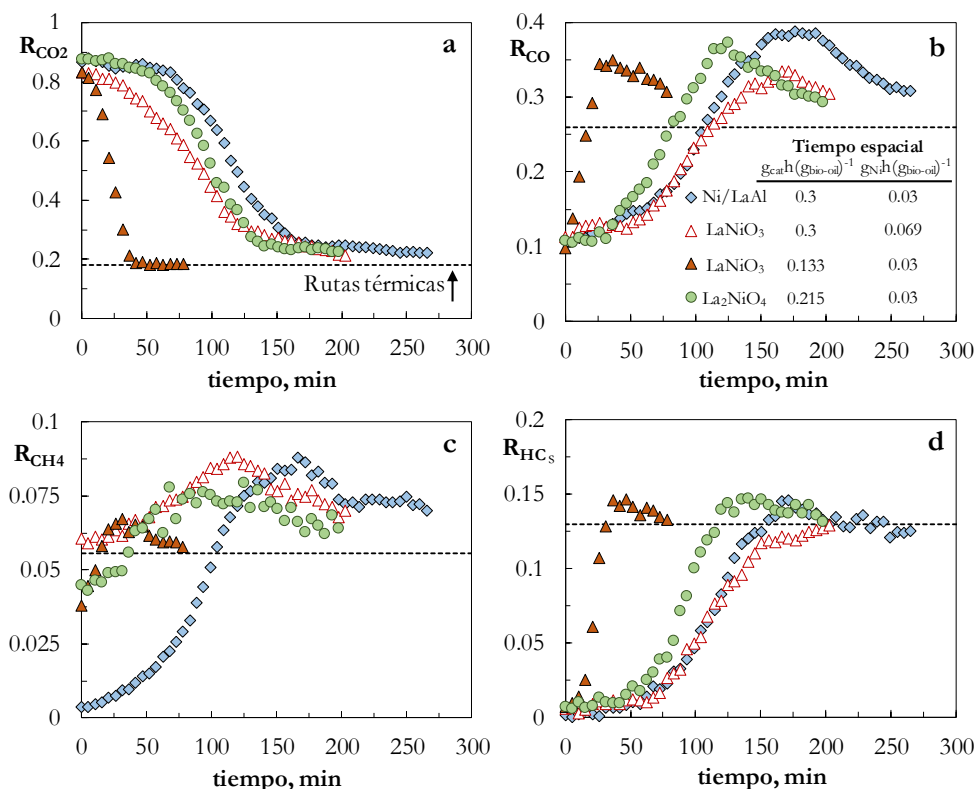 R_CO2
a
1
0.8
0.6
0.4
0.2
0
Rutas térmicas
0 50 100 150 200 250 300
tiempo, min
R_CO
b
0.4
0.3
0.2
0.1
0
Tiempo espacial
g_cat h(g_bio-oil)^-1 g_Ni h(g_bio-oil)^-1
Ni/LaAl 0.3 0.03
LaNiO₃ 0.3 0.069
LaNiO₃ 0.133 0.03
La₂NiO₄ 0.215 0.03
0 50 100 150 200 250 300
tiempo, min
R_CH4
c
0.1
0.075
0.05
0.025
0
0 50 100 150 200 250 300
tiempo, min
R_HCs
d
0.2
0.15
0.1
0.05
0
0 50 100 150 200 250 300
tiempo, min